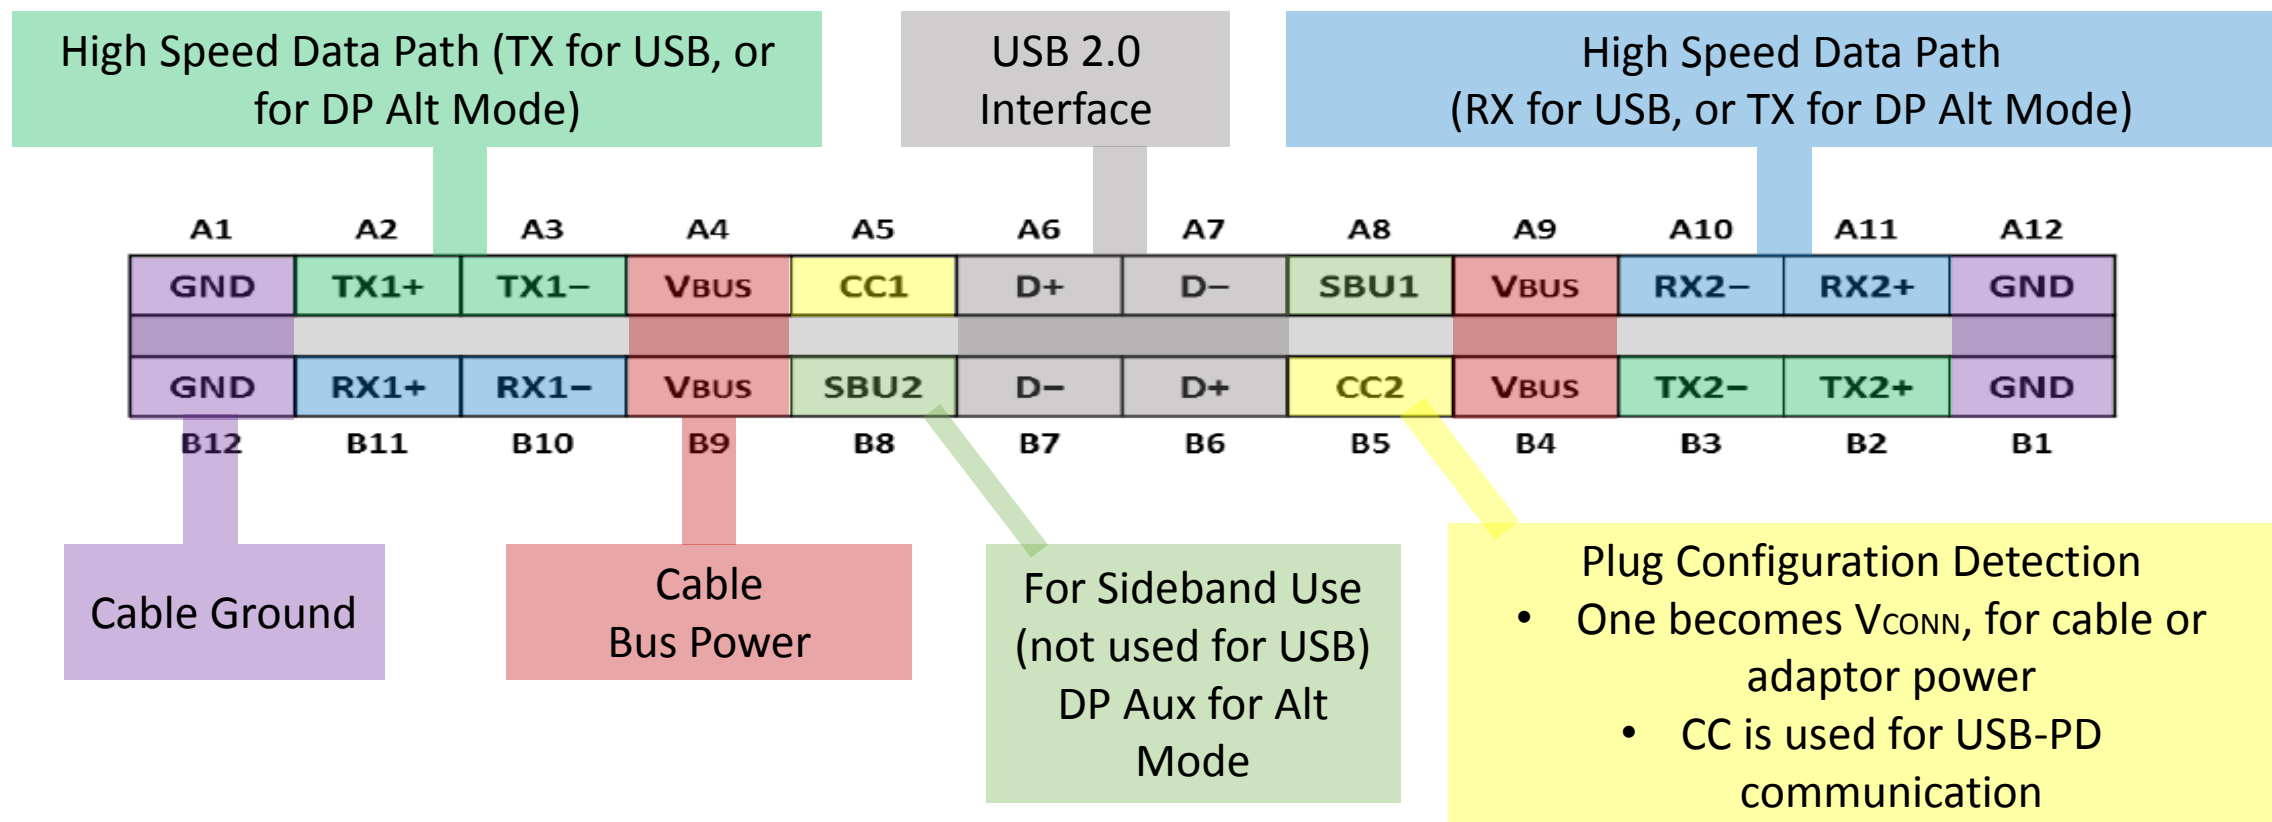 High Speed Data Path (TX for USB, or
for DP Alt Mode)
USB 2.0
Interface
High Speed Data Path
(RX for USB, or TX for DP Alt Mode)
A1 A2 A3 A4 A5 A6 A7 A8 A9 A10 A11 A12
GND TX1+ TX1− VBUS CC1 D+ D− SBU1 VBUS RX2− RX2+ GND
GND RX1+ RX1− VBUS SBU2 D− D+ CC2 VBUS TX2− TX2+ GND
B12 B11 B10 B9 B8 B7 B6 B5 B4 B3 B2 B1
Cable Ground
Cable
Bus Power
For Sideband Use
(not used for USB)
DP Aux for Alt
Mode
Plug Configuration Detection
• One becomes VCONN, for cable or
adaptor power
• CC is used for USB-PD
communication